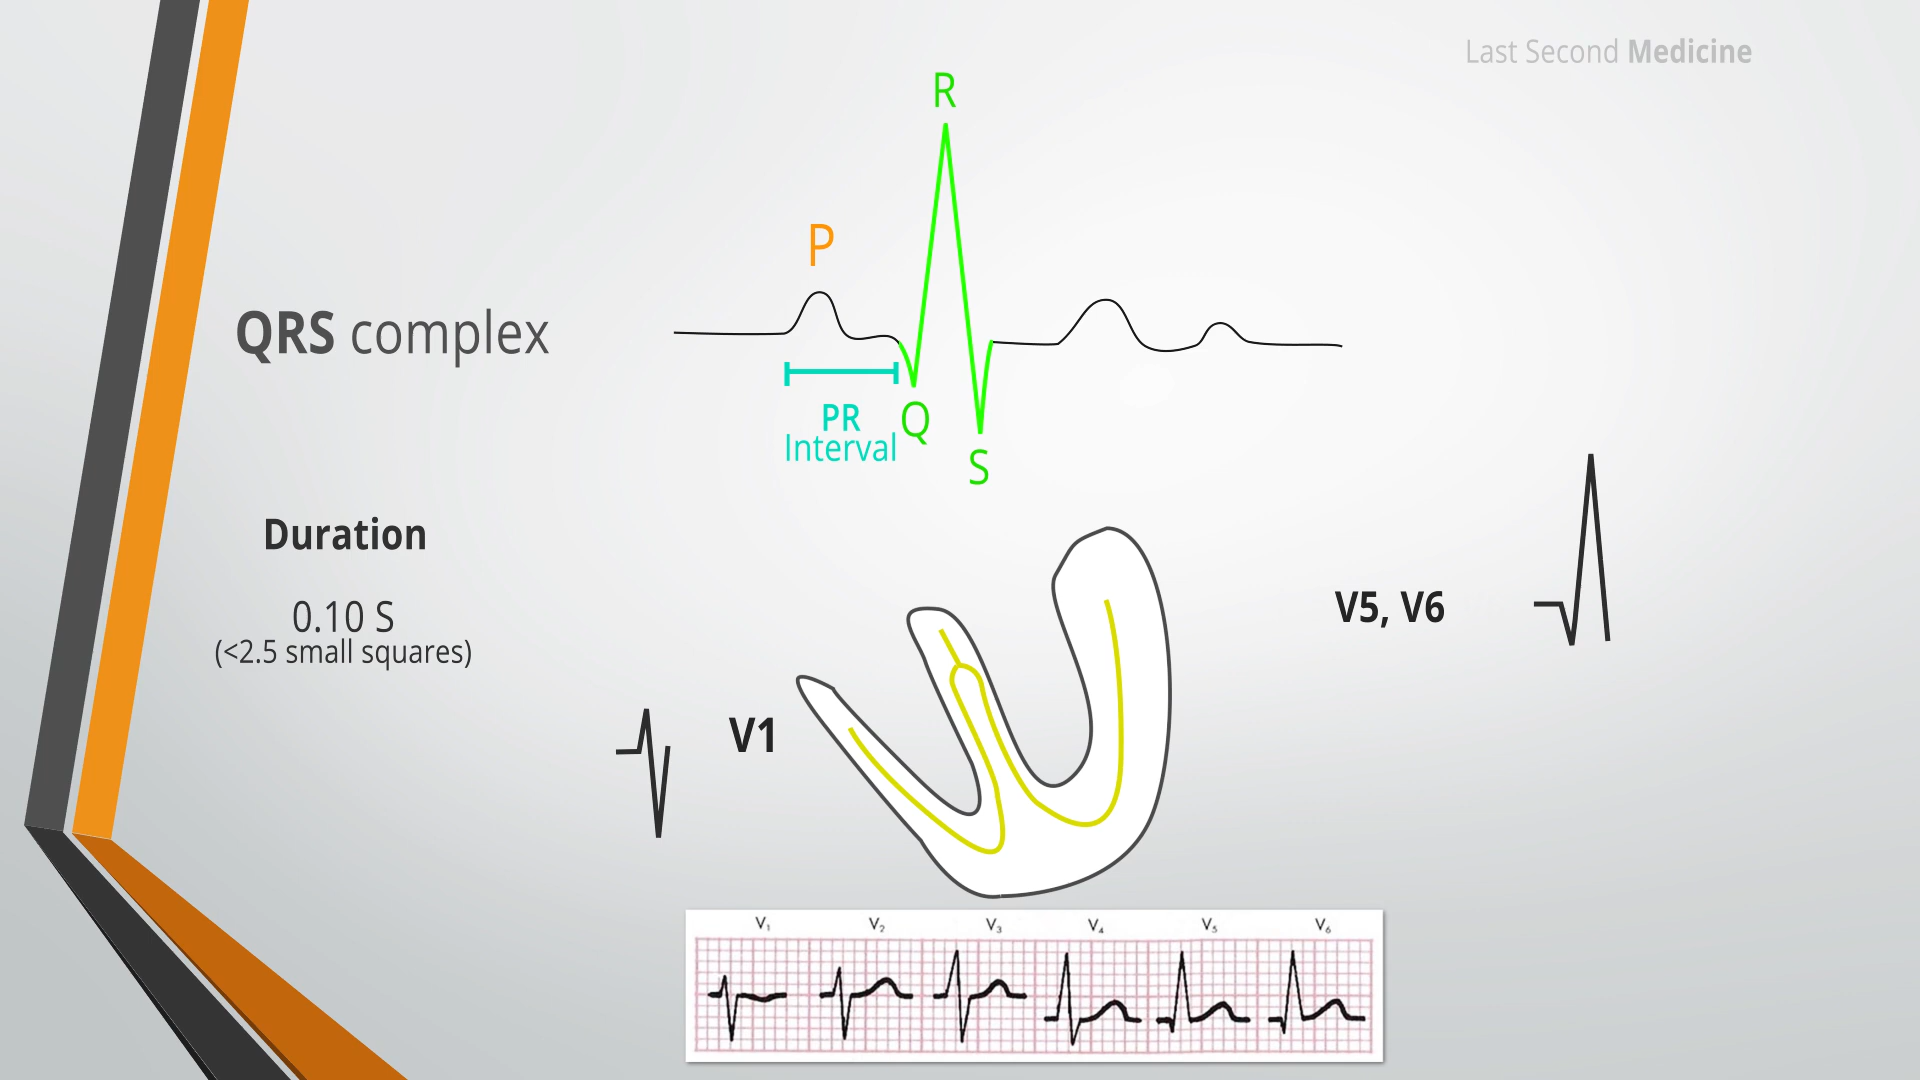 Last Second Medicine
R
P
QRS complex
PR
Interval
Q
S
Duration
0.10 S
(<2.5 small squares)
V5, V6
V1
V₁ V₂ V₃ V₄ V₅ V₆